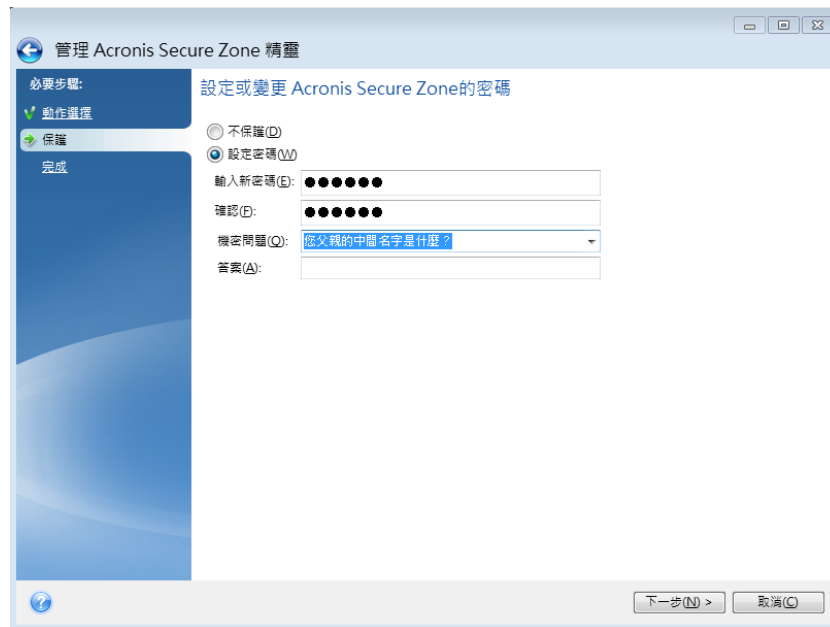 管理 Acronis Secure Zone 精靈
必要步驟:
動作選擇
保護
完成
設定或變更 Acronis Secure Zone的密碼
不保護(D)
設定密碼(W)
輸入新密碼(E): ●●●●●●
確認(F): ●●●●●●
機密問題(Q): 您父親的中間名字是什麼？
答案(A):
下一步(N) > 取消(C)